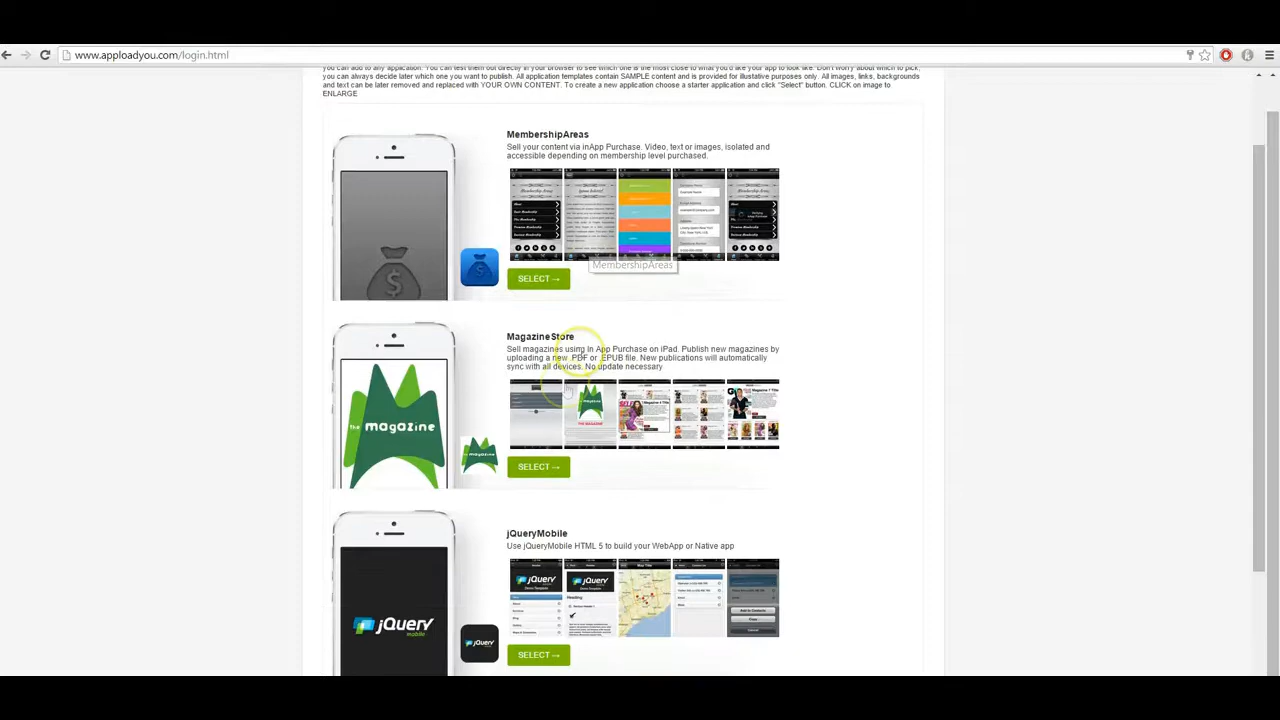 www.apploadyou.com/login.html
you can add to any application. You can test them out directly in your browser to see which one is the most close to what you'd like your app to look like. Don't worry about which to pick,
you can always decide later which one you want to publish. All application templates contain SAMPLE content and is provided for illustative purposes only. All images, links, backgrounds
and text can be later removed and replaced with YOUR OWN CONTENT. To create a new application choose a starter application and click "Select" button. CLICK on image to
ENLARGE
MembershipAreas
Sell your content via inApp Purchase. Video, text or images, isolated and
accessible depending on membership level purchased.
MembershipAreas
SELECT →
MagazineStore
Sell magazines using In App Purchase on iPad. Publish new magazines by
uploading a new .PDF or .EPUB file. New publications will automatically
sync with all devices. No update necessary
the magazine
SELECT →
jQueryMobile
Use jQueryMobile HTML 5 to build your WebApp or Native app
jQuery
mobile
SELECT →